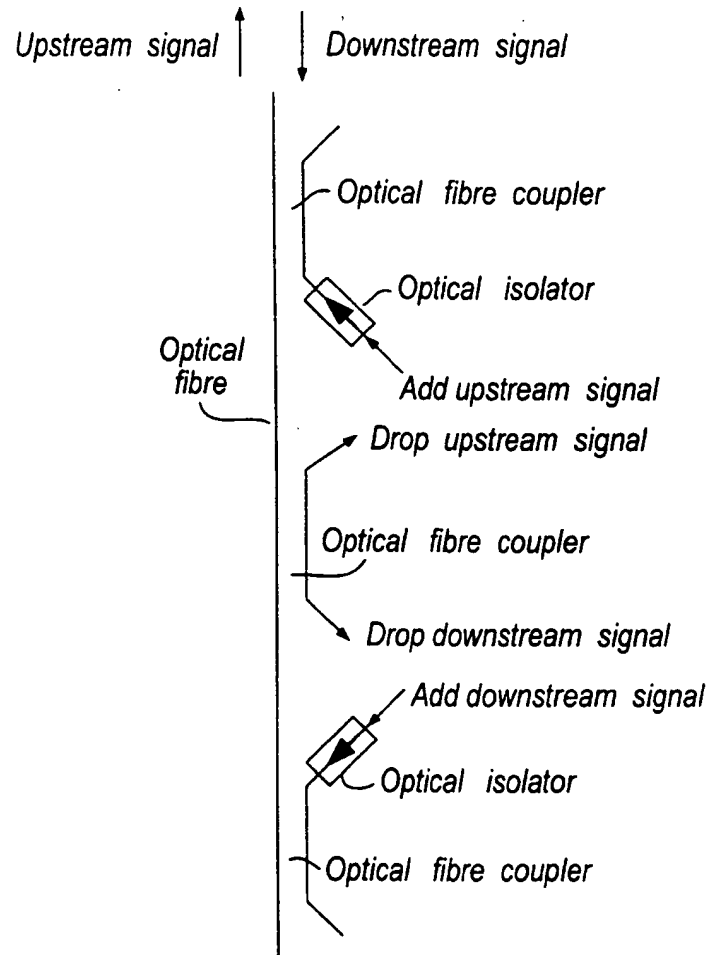 Upstream signal
Downstream signal
Optical fibre coupler
Optical isolator
Optical
fibre
Add upstream signal
Drop upstream signal
Optical fibre coupler
Drop downstream signal
Add downstream signal
Optical isolator
Optical fibre coupler